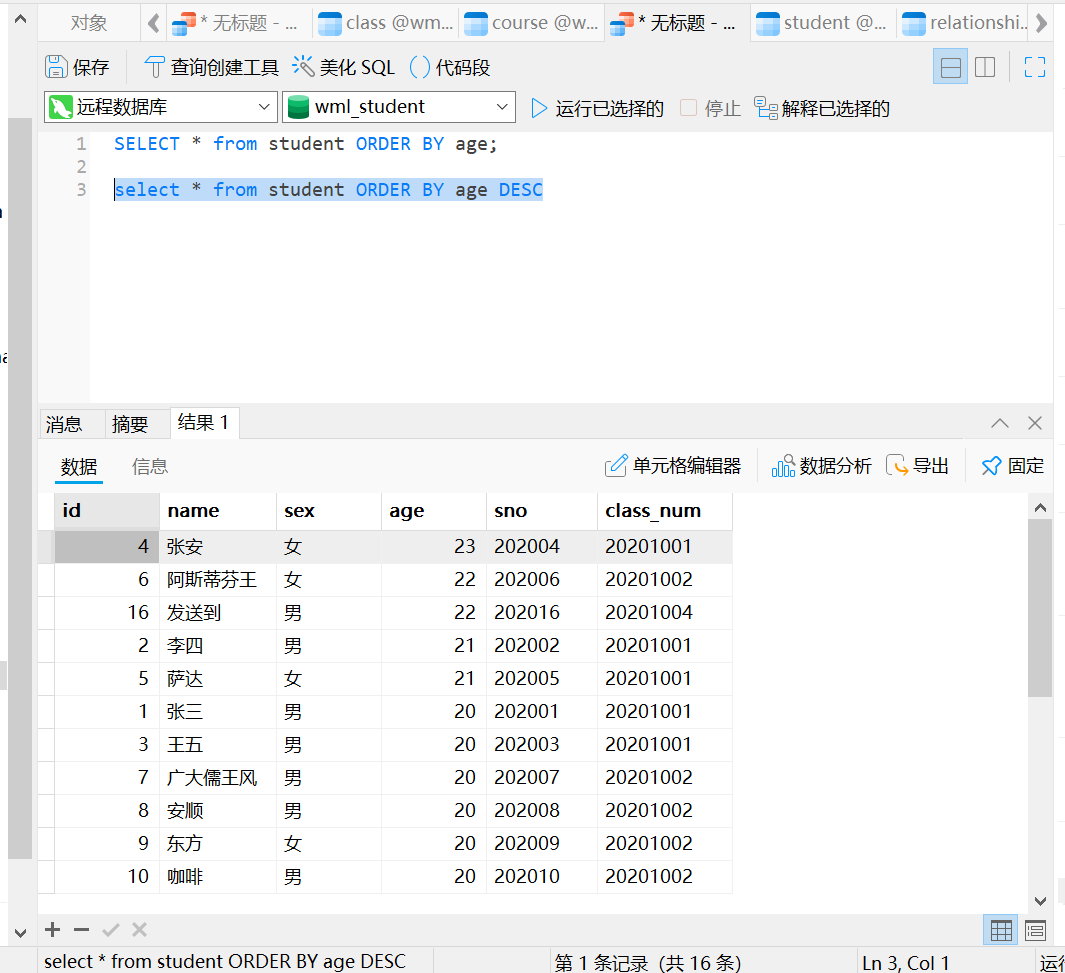 对象 * 无标题 - ... class @wm... course @w... * 无标题 - ... student @... relationshi...
保存 查询创建工具 美化 SQL () 代码段
远程数据库 wml_student 运行已选择的 停止 解释已选择的
1 SELECT * from student ORDER BY age;
2
3 select * from student ORDER BY age DESC
消息 摘要 结果 1
数据 信息 单元格编辑器 数据分析 导出 固定
id name sex age sno class_num
4 张安 女 23 202004 20201001
6 阿斯蒂芬王 女 22 202006 20201002
16 发送到 男 22 202016 20201004
2 李四 男 21 202002 20201001
5 萨达 女 21 202005 20201001
1 张三 男 20 202001 20201001
3 王五 男 20 202003 20201001
7 广大儒王风 男 20 202007 20201002
8 安顺 男 20 202008 20201002
9 东方 女 20 202009 20201002
10 咖啡 男 20 202010 20201002
select * from student ORDER BY age DESC 第 1 条记录 (共 16 条) Ln 3, Col 1 运